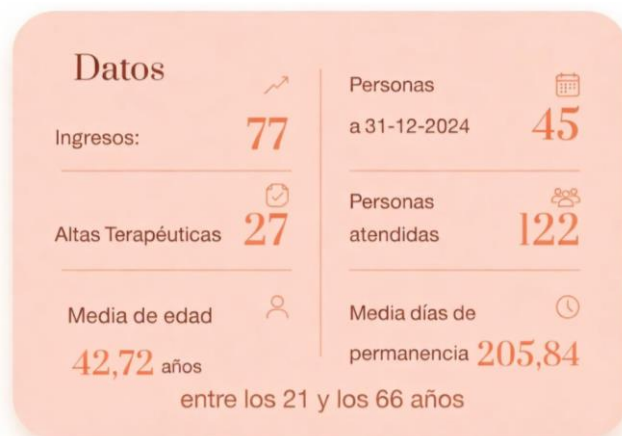 Datos
Ingresos: 77
Altas Terapéuticas 27
Media de edad
42,72 años
Personas
a 31-12-2024 45
Personas
atendidas 122
Media días de
permanencia 205,84
entre los 21 y los 66 años